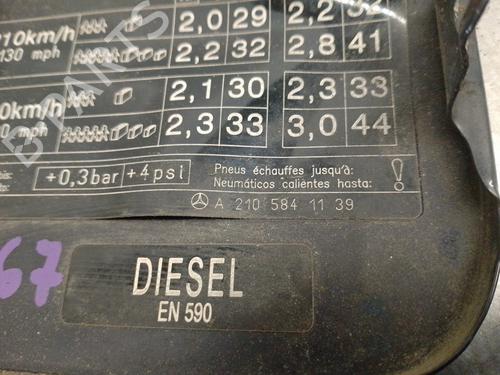 210km/h 2,0 29 2,2 32
130 mph 2,2 32 2,8 41
0km/h 2,1 30 2,3 33
0 mph 2,3 33 3,0 44
+0,3bar +4psi Pneus échauffes jusqu'à:
Neumáticos calientes hasta: !
A 210 584 11 39
67
DIESEL
EN 590